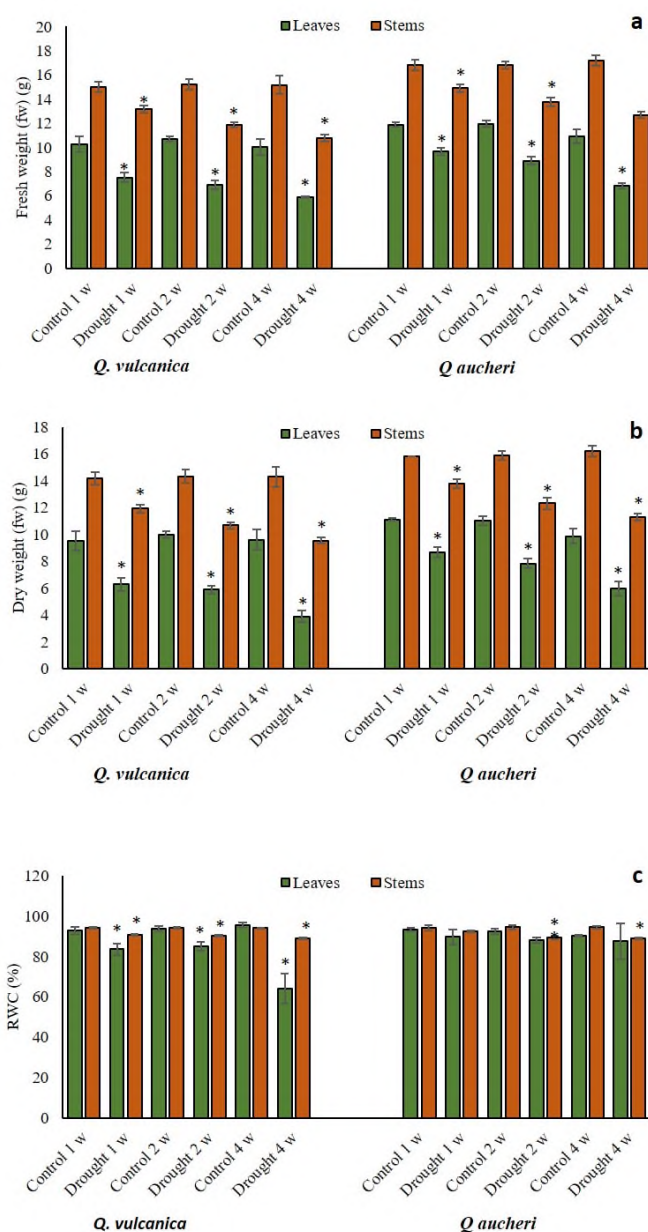 a
Leaves Stems
Fresh weight (fw) (g)
20
18
16
14
12
10
8
6
4
2
0
* * * * * * * * * * *
Control 1 w Drought 1 w Control 2 w Drought 2 w Control 4 w Drought 4 w Control 1 w Drought 1 w Control 2 w Drought 2 w Control 4 w Drought 4 w
Q. vulcanica Q aucheri
b
Leaves Stems
Dry weight (fw) (g)
18
16
14
12
10
8
6
4
2
0
* * * * * * * * * * * *
Control 1 w Drought 1 w Control 2 w Drought 2 w Control 4 w Drought 4 w Control 1 w Drought 1 w Control 2 w Drought 2 w Control 4 w Drought 4 w
Q. vulcanica Q aucheri
c
Leaves Stems
RWC (%)
120
100
80
60
40
20
0
* * * * * * * * *
Control 1 w Drought 1 w Control 2 w Drought 2 w Control 4 w Drought 4 w Control 1 w Drought 1 w Control 2 w Drought 2 w Control 4 w Drought 4 w
Q. vulcanica Q aucheri